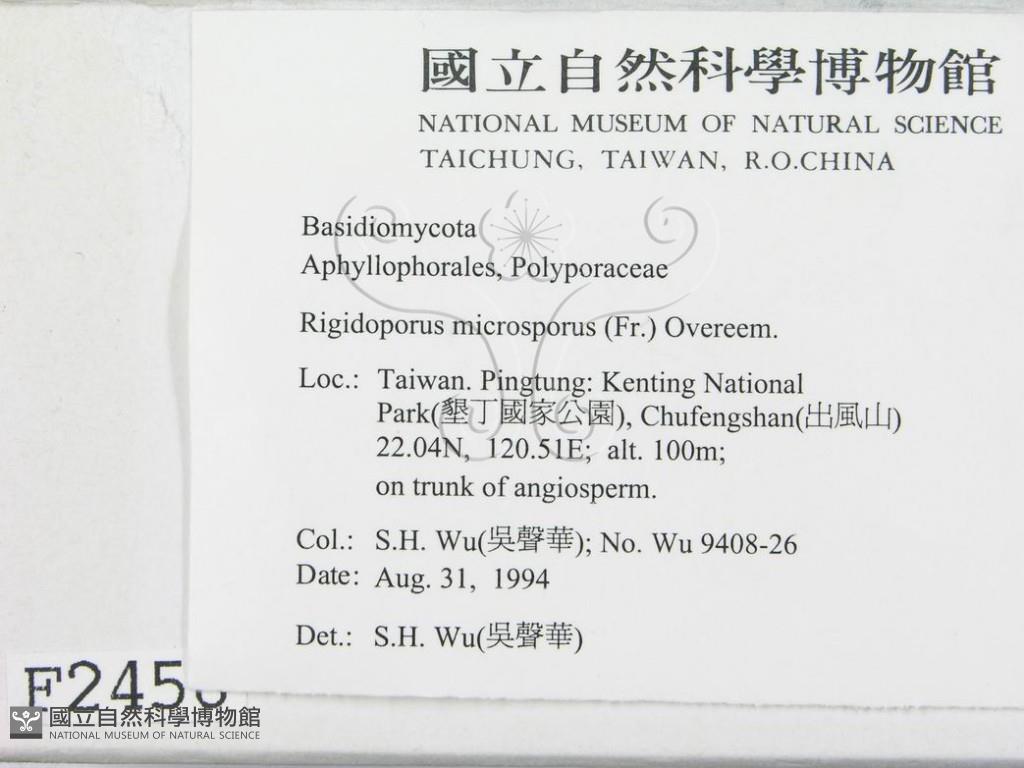 國立自然科學博物館
NATIONAL MUSEUM OF NATURAL SCIENCE
TAICHUNG, TAIWAN, R.O.CHINA
Basidiomycota
Aphyllophorales, Polyporaceae
Rigidoporus microsporus (Fr.) Overeem.
Loc.: Taiwan. Pingtung: Kenting National
Park(墾丁國家公園), Chufengshan(出風山)
22.04N, 120.51E; alt. 100m;
on trunk of angiosperm.
Col.: S.H. Wu(吳聲華); No. Wu 9408-26
Date: Aug. 31, 1994
Det.: S.H. Wu(吳聲華)
國立自然科學博物館
NATIONAL MUSEUM OF NATURAL SCIENCE